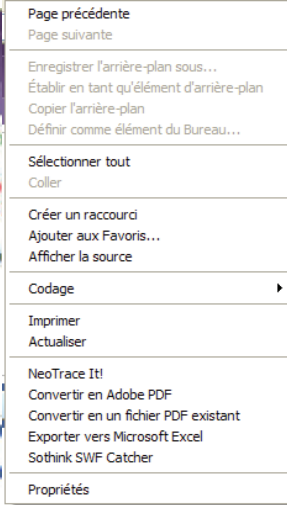 Page précédente
Page suivante
Enregistrer l'arrière-plan sous...
Établir en tant qu'élément d'arrière-plan
Copier l'arrière-plan
Définir comme élément du Bureau...
Sélectionner tout
Coller
Créer un raccourci
Ajouter aux Favoris...
Afficher la source
Codage
Imprimer
Actualiser
NeoTrace It!
Convertir en Adobe PDF
Convertir en un fichier PDF existant
Exporter vers Microsoft Excel
Sothink SWF Catcher
Propriétés